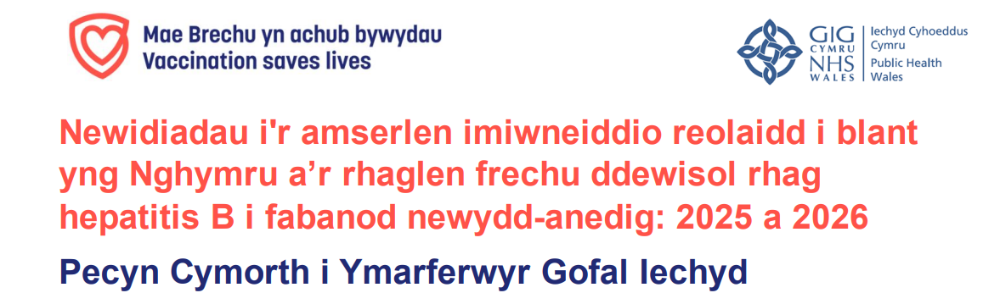 Mae Brechu yn achub bywydau
Vaccination saves lives
GIG
CYMRU
NHS
WALES
Iechyd Cyhoeddus
Cymru
Public Health
Wales
Newidiadau i'r amserlen imiwneiddio reolaidd i blant
yng Nghymru a’r rhaglen frechu ddewisol rhag
hepatitis B i fabanod newydd-anedig: 2025 a 2026
Pecyn Cymorth i Ymarferwyr Gofal Iechyd